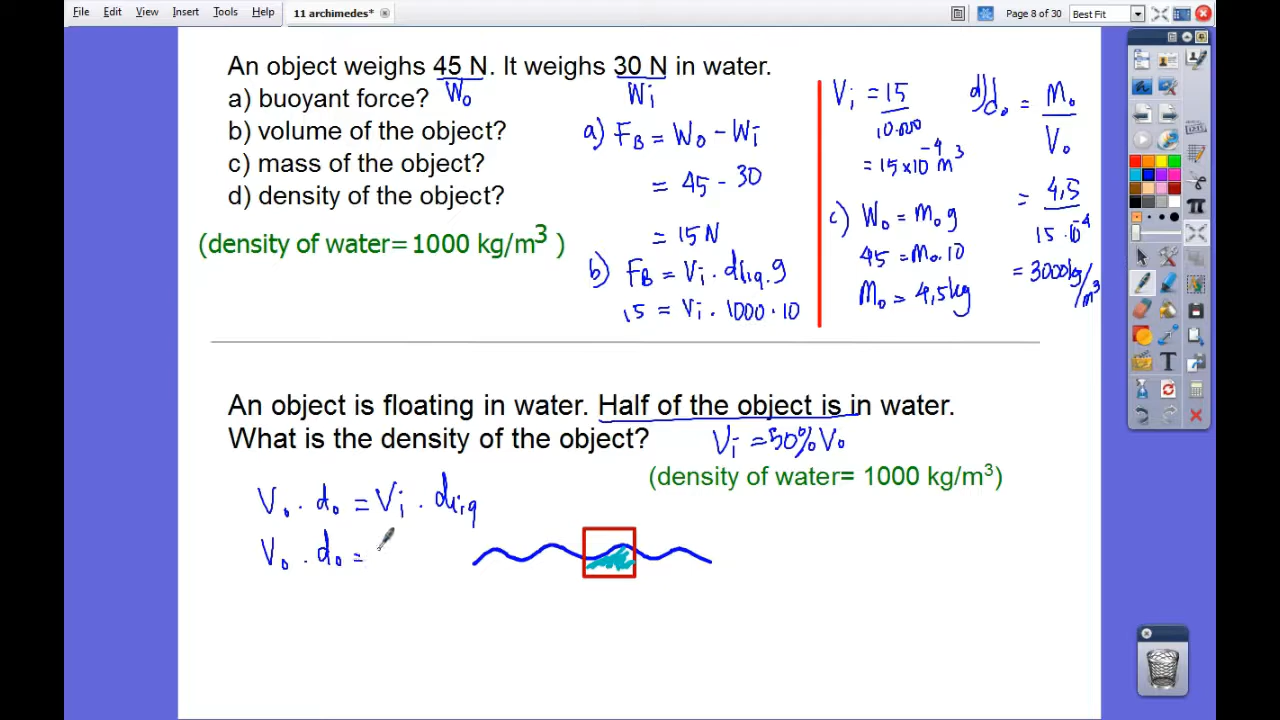 File Edit View Insert Tools Help 11 archimedes* Page 8 of 30 Best Fit
An object weighs 45 N. It weighs 30 N in water.
W₀ Wi
a) buoyant force?
b) volume of the object?
c) mass of the object?
d) density of the object?
(density of water=1000 kg/m³ )
a) FB = W₀ - Wi
= 45 - 30
= 15 N
b) FB = Vi . dliq. g
15 = Vi . 1000 . 10
Vi = 15/10.000
= 15×10⁻⁴ m³
c) W₀ = m₀ g
45 = m₀. 10
m₀ = 4,5 kg
d) d₀ = m₀/V₀
= 4,5/15.10⁻⁴
= 3000 kg/m³
An object is floating in water. Half of the object is in water.
What is the density of the object? Vi = 50% V₀
(density of water= 1000 kg/m³)
V₀ . d₀ = Vi . dliq
V₀ . d₀ =